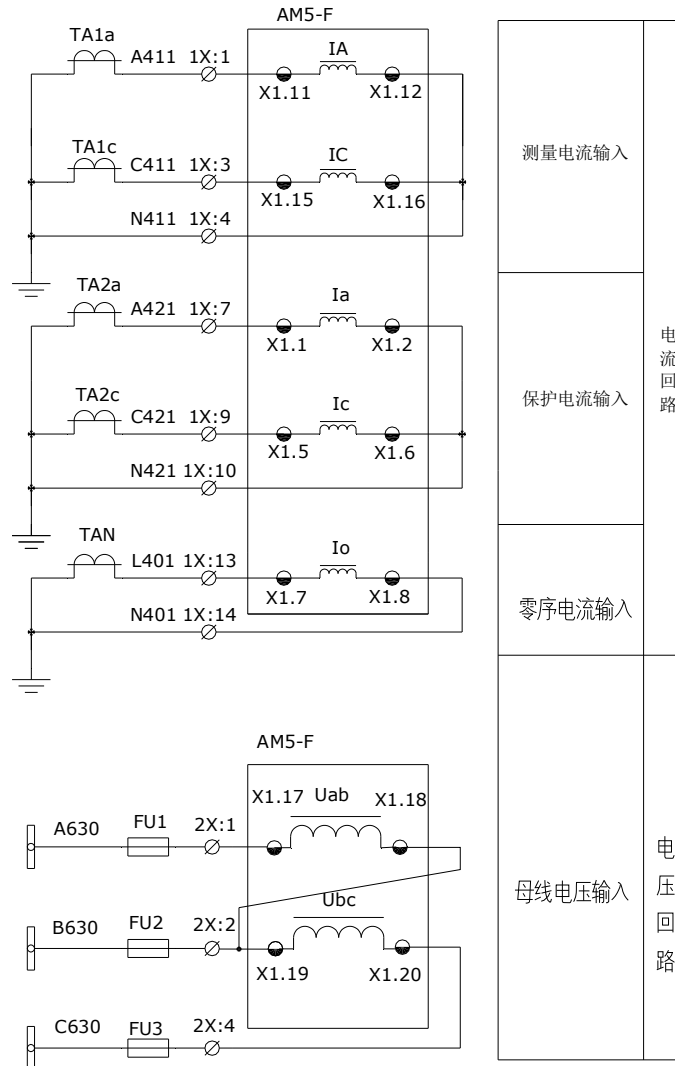 AM5-F
TA1a
A411 1X:1
IA
X1.11
X1.12
TA1c
C411 1X:3
IC
X1.15
X1.16
N411 1X:4
TA2a
A421 1X:7
Ia
X1.1
X1.2
TA2c
C421 1X:9
Ic
X1.5
X1.6
N421 1X:10
TAN
L401 1X:13
Io
X1.7
X1.8
N401 1X:14
测量电流输入
保护电流输入
零序电流输入
电
流
回
路
AM5-F
X1.17
Uab
X1.18
A630
FU1
2X:1
B630
FU2
2X:2
Ubc
X1.19
X1.20
C630
FU3
2X:4
母线电压输入
电
压
回
路